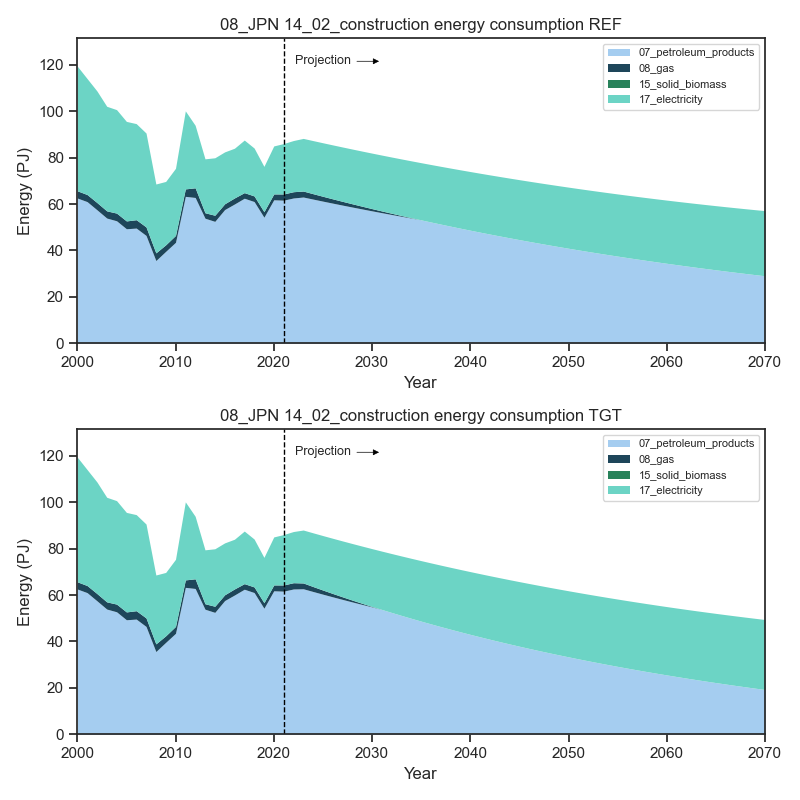 08_JPN 14_02_construction energy consumption REF
Energy (PJ)
120
100
80
60
40
20
0
Projection
07_petroleum_products
08_gas
15_solid_biomass
17_electricity
2000 2010 2020 2030 2040 2050 2060 2070
Year
08_JPN 14_02_construction energy consumption TGT
Energy (PJ)
120
100
80
60
40
20
0
Projection
07_petroleum_products
08_gas
15_solid_biomass
17_electricity
2000 2010 2020 2030 2040 2050 2060 2070
Year